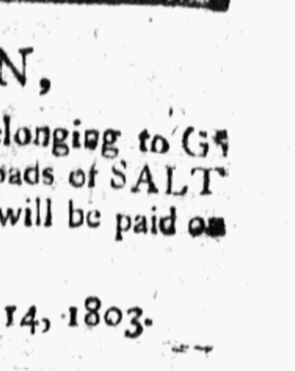 N,
elonging to G
oads of SALT
will be paid on
14, 1803.